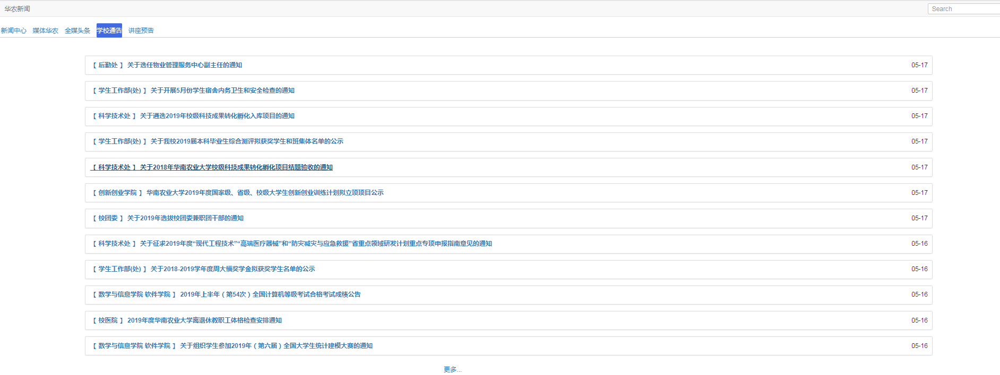 华农新闻 Search
新闻中心 媒体华农 全媒头条 学校通告 讲座预告
【 后勤处 】 关于选任物业管理服务中心副主任的通知 05-17
【 学生工作部(处) 】 关于开展5月份学生宿舍内务卫生和安全检查的通知 05-17
【 科学技术处 】 关于遴选2019年校级科技成果转化孵化入库项目的通知 05-17
【 学生工作部(处) 】 关于我校2019届本科毕业生综合测评拟获奖学生和班集体名单的公示 05-17
【 科学技术处 】 关于2018年华南农业大学校级科技成果转化孵化项目结题验收的通知 05-17
【 创新创业学院 】 华南农业大学2019年度国家级、省级、校级大学生创新创业训练计划拟立项项目公示 05-17
【 校团委 】 关于2019年选拔校团委兼职团干部的通知 05-17
【 科学技术处 】 关于征求2019年度“现代工程技术”“高端医疗器械”和“防灾减灾与应急救援”省重点领域研发计划重点专项申报指南意见的通知 05-16
【 学生工作部(处) 】 关于2018-2019学年度周大福奖学金拟获奖学生名单的公示 05-16
【 数学与信息学院 软件学院 】 2019年上半年（第54次）全国计算机等级考试合格考试成绩公告 05-16
【 校医院 】 2019年度华南农业大学离退休教职工体格检查安排通知 05-16
【 数学与信息学院 软件学院 】 关于组织学生参加2019年（第六届）全国大学生统计建模大赛的通知 05-16
更多...